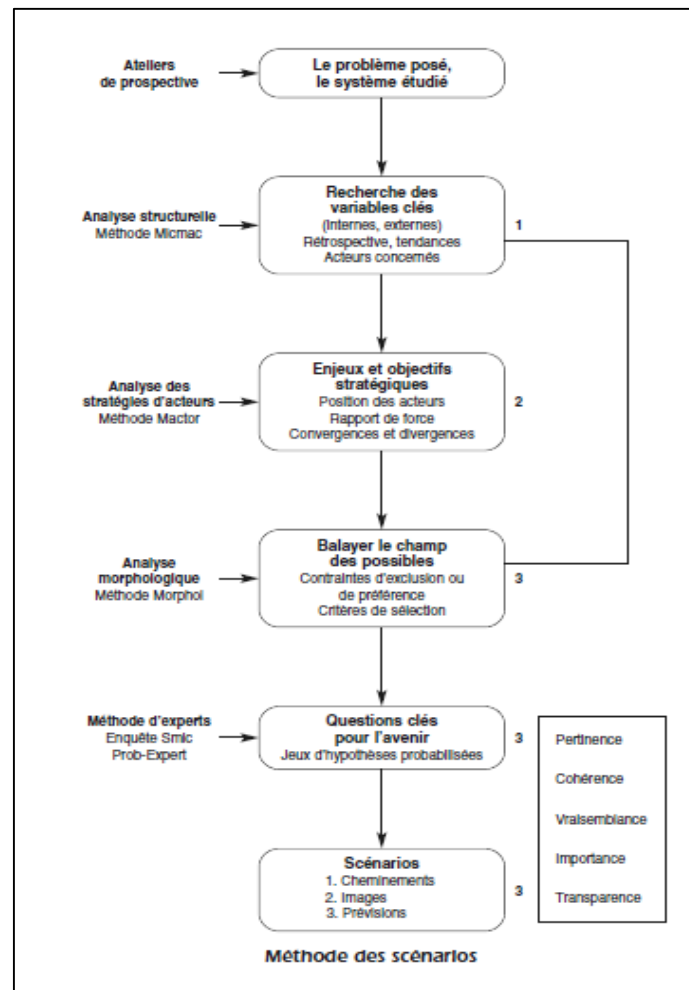 Ateliers
de prospective
Le problème posé,
le système étudié
Analyse structurelle
Méthode Micmac
Recherche des
variables clés
(Internes, externes)
Rétrospective, tendances
Acteurs concernés
1
Analyse des
stratégies d'acteurs
Méthode Mactor
Enjeux et objectifs
stratégiques
Position des acteurs
Rapport de force
Convergences et divergences
2
Analyse
morphologique
Méthode Morphol
Balayer le champ
des possibles
Contraintes d'exclusion ou
de préférence
Critères de sélection
3
Méthode d'experts
Enquête Smic
Prob-Expert
Questions clés
pour l'avenir
Jeux d'hypothèses probabilisées
3
Scénarios
1. Cheminements
2. Images
3. Prévisions
3
Pertinence
Cohérence
Vraisemblance
Importance
Transparence
Méthode des scénarios